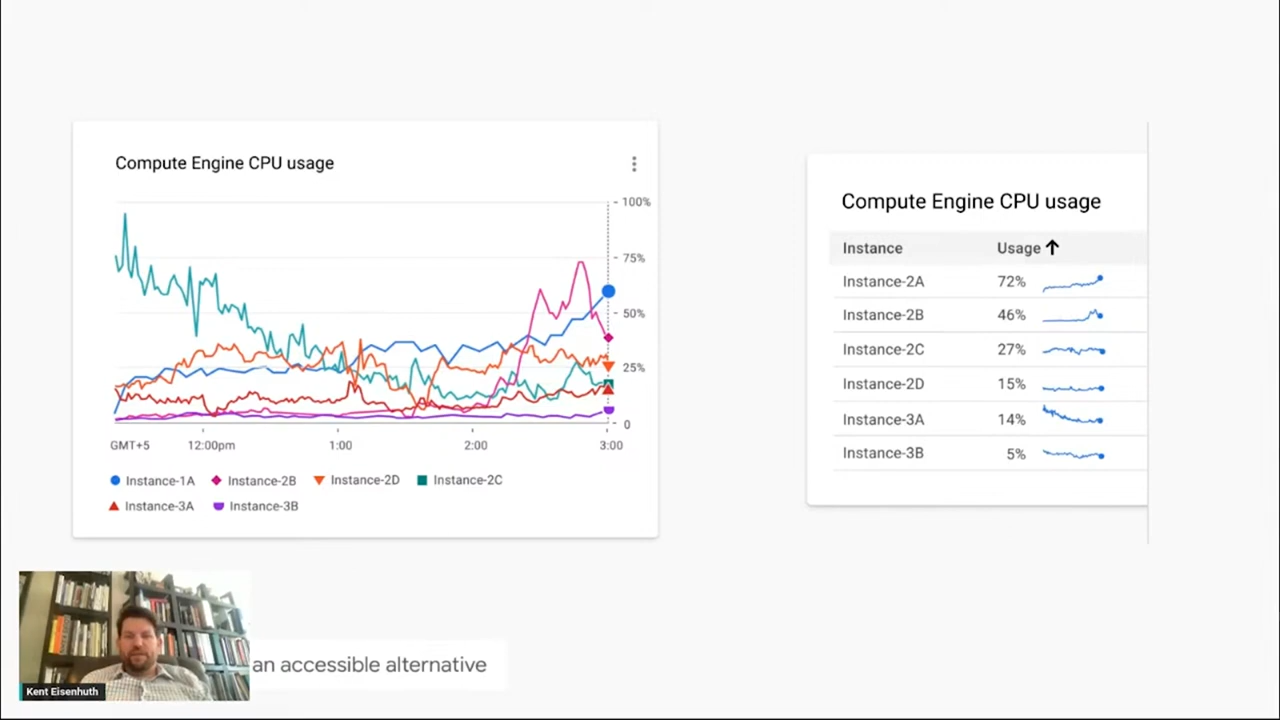 Compute Engine CPU usage
100%
75%
50%
25%
0
GMT+5 12:00pm 1:00 2:00 3:00
Instance-1A Instance-2B Instance-2D Instance-2C
Instance-3A Instance-3B
Compute Engine CPU usage
Instance Usage ↑
Instance-2A 72%
Instance-2B 46%
Instance-2C 27%
Instance-2D 15%
Instance-3A 14%
Instance-3B 5%
an accessible alternative
Kent Eisenhuth